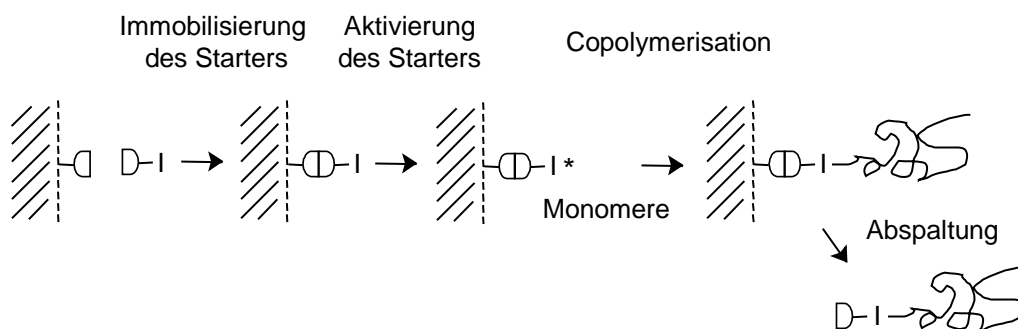 Immobilisierung
des Starters
Aktivierung
des Starters
Copolymerisation
I
I
I *
I
Monomere
Abspaltung
I